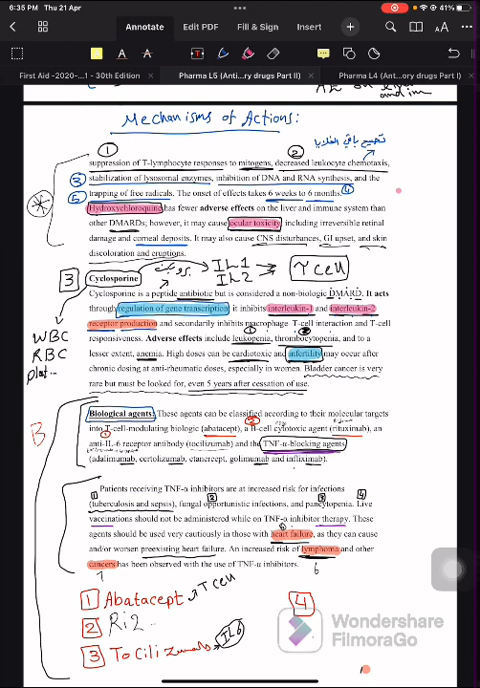 6:35 PM Thu 21 Apr
41%
Annotate Edit PDF Fill & Sign Insert
First Aid -2020-...1 - 30th Edition
Pharma L5 (Anti...ory drugs Part II)
Pharma L4 (Anti...ory drugs Part I)
Mechanisms of Actions:
1 2
suppression of T-lymphocyte responses to mitogens, decreased leukocyte chemotaxis,
3 stabilization of lysosomal enzymes, inhibition of DNA and RNA synthesis, and the
5 trapping of free radicals. The onset of effects takes 6 weeks to 6 months. 4
Hydroxychloroquine has fewer adverse effects on the liver and immune system than
other DMARDs; however, it may cause ocular toxicity including irreversible retinal
damage and corneal deposits. It may also cause CNS disturbances, GI upset, and skin
discoloration and eruptions.
3 Cyclosporine IL1 T cell
IL2
Cyclosporine is a peptide antibiotic but is considered a non-biologic DMARD. It acts
through regulation of gene transcription it inhibits interleukin-1 and interleukin-2
receptor production and secondarily inhibits macrophage T-cell interaction and T-cell
responsiveness. Adverse effects include leukopenia, thrombocytopenia, and to a
lesser extent, anemia. High doses can be cardiotoxic and infertility may occur after
chronic dosing at anti-rheumatic doses, especially in women. Bladder cancer is very
rare but must be looked for, even 5 years after cessation of use.
WBC
RBC
plat..
B
Biological agents: These agents can be classified according to their molecular targets
into T-cell-modulating biologic (abatacept), a B-cell cytotoxic agent (rituximab), an
anti-IL-6 receptor antibody (tocilizumab) and the TNF-α-blocking agents
(adalimumab, certolizumab, etanercept, golimumab and infliximab).
Patients receiving TNF-α inhibitors are at increased risk for infections
1 2 3 4
(tuberculosis and sepsis), fungal opportunistic infections, and pancytopenia. Live
vaccinations should not be administered while on TNF-α inhibitor therapy. These
agents should be used very cautiously in those with heart failure, as they can cause
and/or worsen preexisting heart failure. An increased risk of lymphoma and other
cancers has been observed with the use of TNF-α inhibitors.
7 6
1 Abatacept T cell
2 Ri2 4
3 Tocilizumab IL6
Wondershare
FilmoraGo